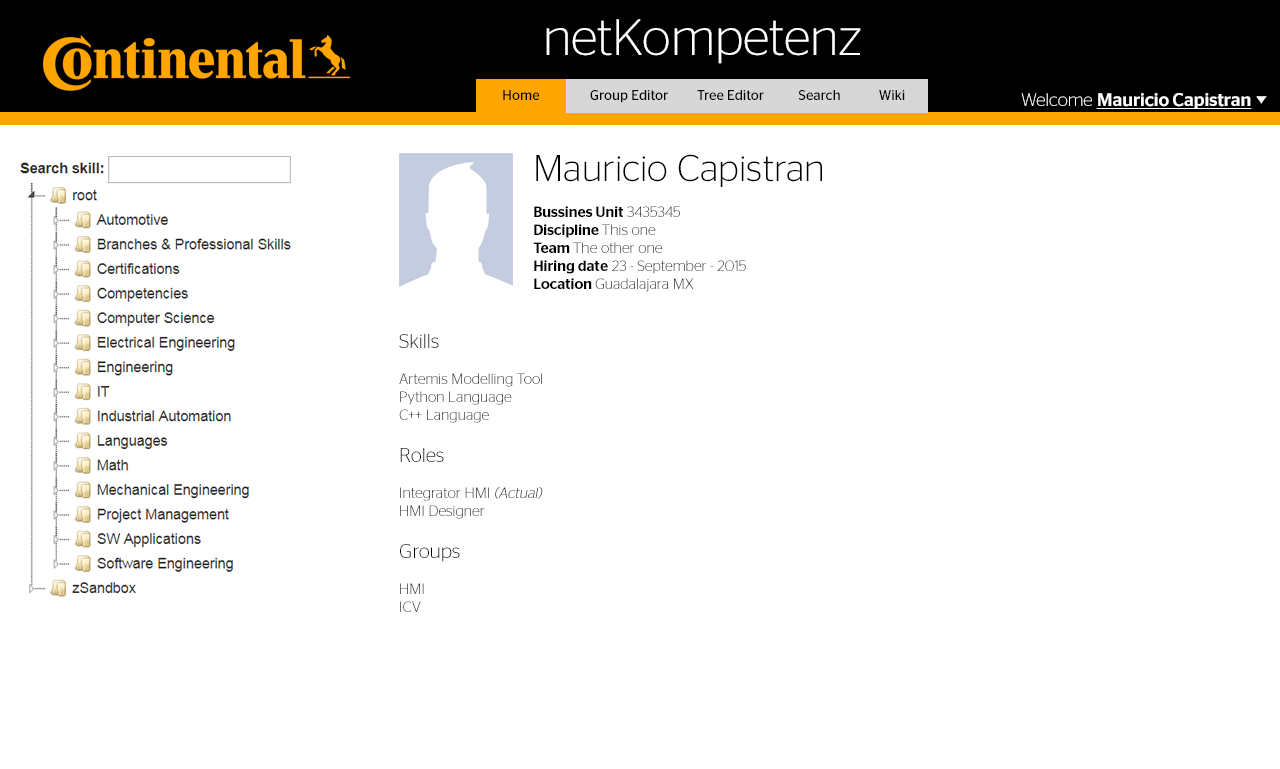 Continental
netKompetenz
Home Group Editor Tree Editor Search Wiki
Welcome Mauricio Capistran
Search skill:
root
Automotive
Branches & Professional Skills
Certifications
Competencies
Computer Science
Electrical Engineering
Engineering
IT
Industrial Automation
Languages
Math
Mechanical Engineering
Project Management
SW Applications
Software Engineering
zSandbox
Mauricio Capistran
Bussines Unit 3435345
Discipline This one
Team The other one
Hiring date 23 - September - 2015
Location Guadalajara MX
Skills
Artemis Modelling Tool
Python Language
C++ Language
Roles
Integrator HMI (Actual)
HMI Designer
Groups
HMI
ICV